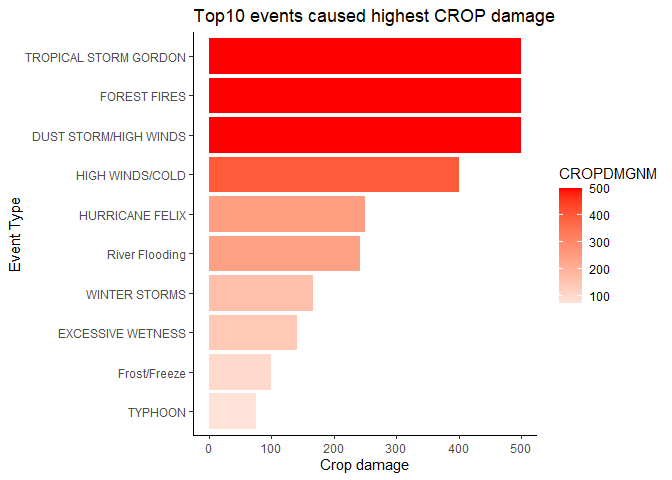 Top10 events caused highest CROP damage
Event Type
TROPICAL STORM GORDON
FOREST FIRES
DUST STORM/HIGH WINDS
HIGH WINDS/COLD
HURRICANE FELIX
River Flooding
WINTER STORMS
EXCESSIVE WETNESS
Frost/Freeze
TYPHOON
0 100 200 300 400 500
Crop damage
CROPDMGNM
500
400
300
200
100